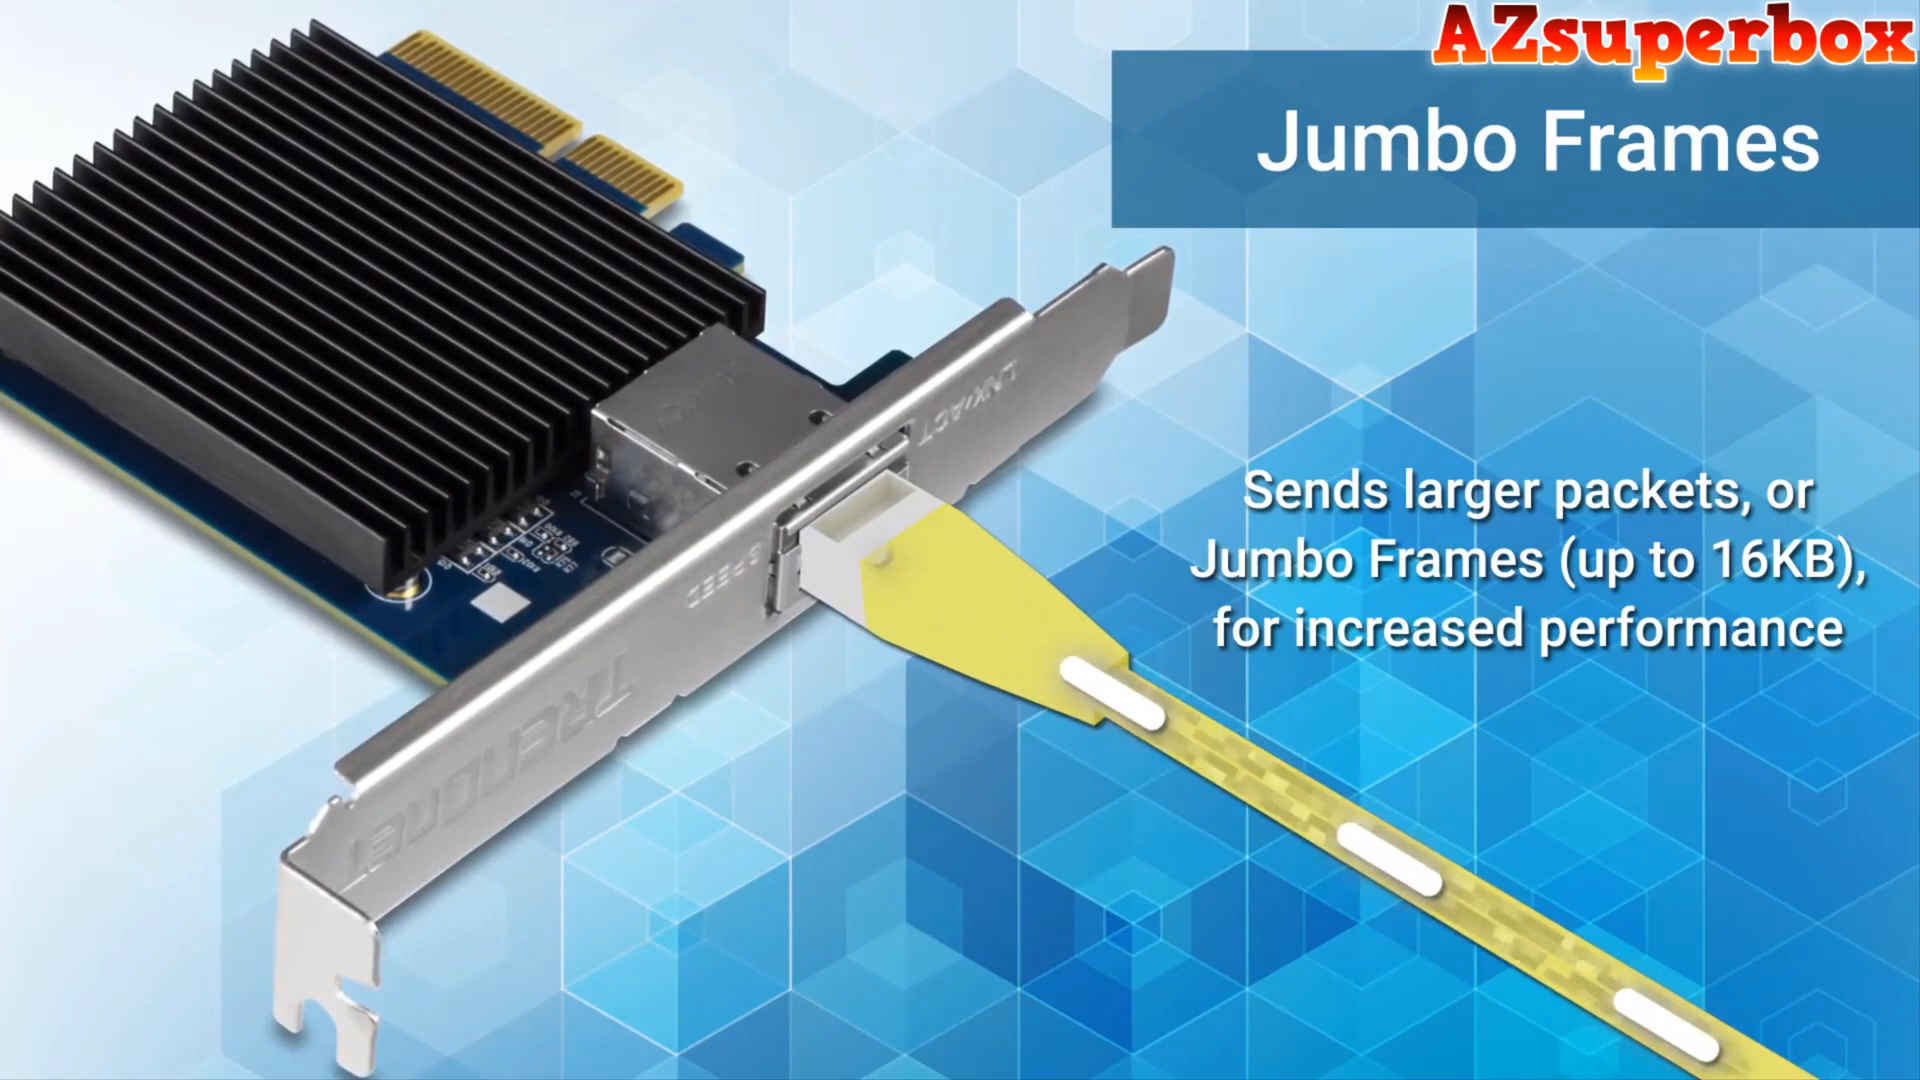 AZsuperbox
Jumbo Frames
Sends larger packets, or
Jumbo Frames (up to 16KB),
for increased performance
LNK/ACT
SPEED
TRENDNET